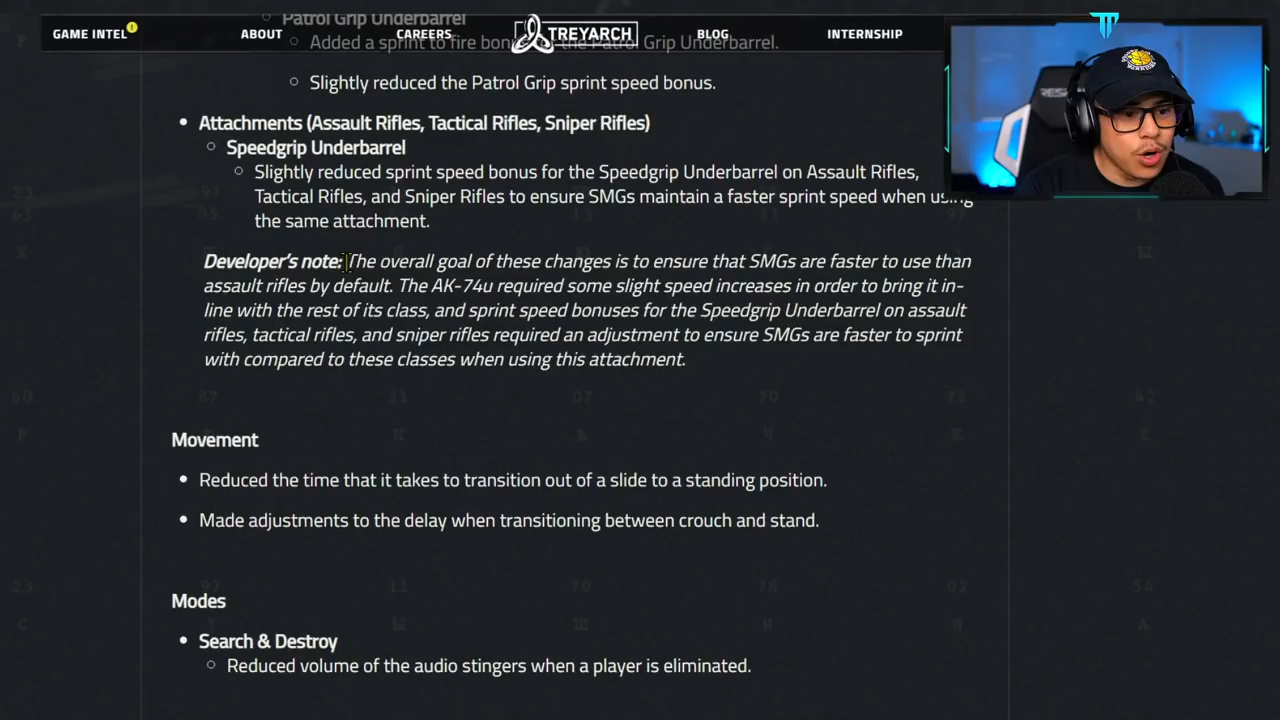 Patrol Grip Underbarrel
GAME INTEL
ABOUT
CAREERS
TREYARCH
BLOG
INTERNSHIP
Added a sprint to fire bonus the Patrol Grip Underbarrel.
Slightly reduced the Patrol Grip sprint speed bonus.
Attachments (Assault Rifles, Tactical Rifles, Sniper Rifles)
Speedgrip Underbarrel
Slightly reduced sprint speed bonus for the Speedgrip Underbarrel on Assault Rifles,
Tactical Rifles, and Sniper Rifles to ensure SMGs maintain a faster sprint speed when using
the same attachment.
Developer's note: The overall goal of these changes is to ensure that SMGs are faster to use than
assault rifles by default. The AK-74u required some slight speed increases in order to bring it in-
line with the rest of its class, and sprint speed bonuses for the Speedgrip Underbarrel on assault
rifles, tactical rifles, and sniper rifles required an adjustment to ensure SMGs are faster to sprint
with compared to these classes when using this attachment.
Movement
Reduced the time that it takes to transition out of a slide to a standing position.
Made adjustments to the delay when transitioning between crouch and stand.
Modes
Search & Destroy
Reduced volume of the audio stingers when a player is eliminated.